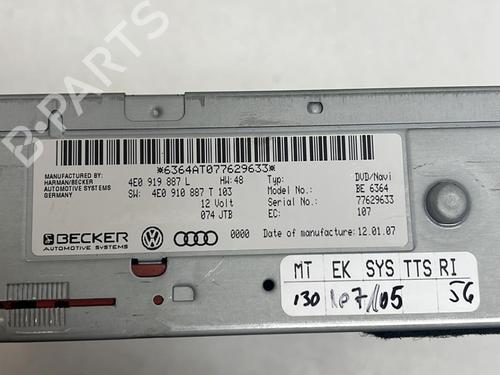 B-PARTS
*6364AT077629633*
MANUFACTURED BY:
HARMAN/BECKER
AUTOMOTIVE SYSTEMS
GERMANY
4E0 919 887 L HW:48 Typ: DVD/Navi
SW: 4E0 910 887 T 103 Model No.: BE 6364
12 Volt Serial No.: 77629633
074 JTB EC: 107
BECKER
AUTOMOTIVE SYSTEMS
0000 Date of manufacture: 12.01.07
MT EK SYS TTS RI
130 107/105 56